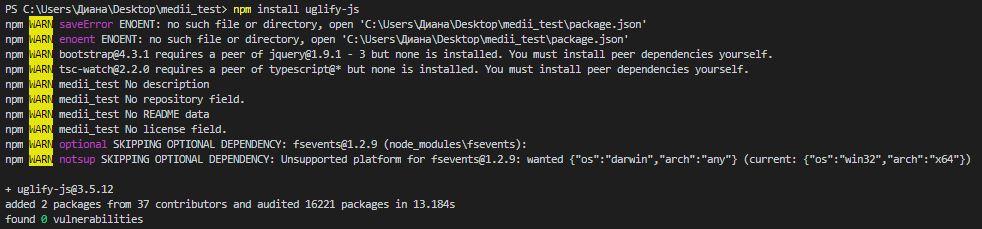 PS C:\Users\Диана\Desktop\medii_test> npm install uglify-js
npm WARN saveError ENOENT: no such file or directory, open 'C:\Users\Диана\Desktop\medii_test\package.json'
npm WARN enoent ENOENT: no such file or directory, open 'C:\Users\Диана\Desktop\medii_test\package.json'
npm WARN bootstrap@4.3.1 requires a peer of jquery@1.9.1 - 3 but none is installed. You must install peer dependencies yourself.
npm WARN tsc-watch@2.2.0 requires a peer of typescript@* but none is installed. You must install peer dependencies yourself.
npm WARN medii_test No description
npm WARN medii_test No repository field.
npm WARN medii_test No README data
npm WARN medii_test No license field.
npm WARN optional SKIPPING OPTIONAL DEPENDENCY: fsevents@1.2.9 (node_modules\fsevents):
npm WARN notsup SKIPPING OPTIONAL DEPENDENCY: Unsupported platform for fsevents@1.2.9: wanted {"os":"darwin","arch":"any"} (current: {"os":"win32","arch":"x64"})
+ uglify-js@3.5.12
added 2 packages from 37 contributors and audited 16221 packages in 13.184s
found 0 vulnerabilities